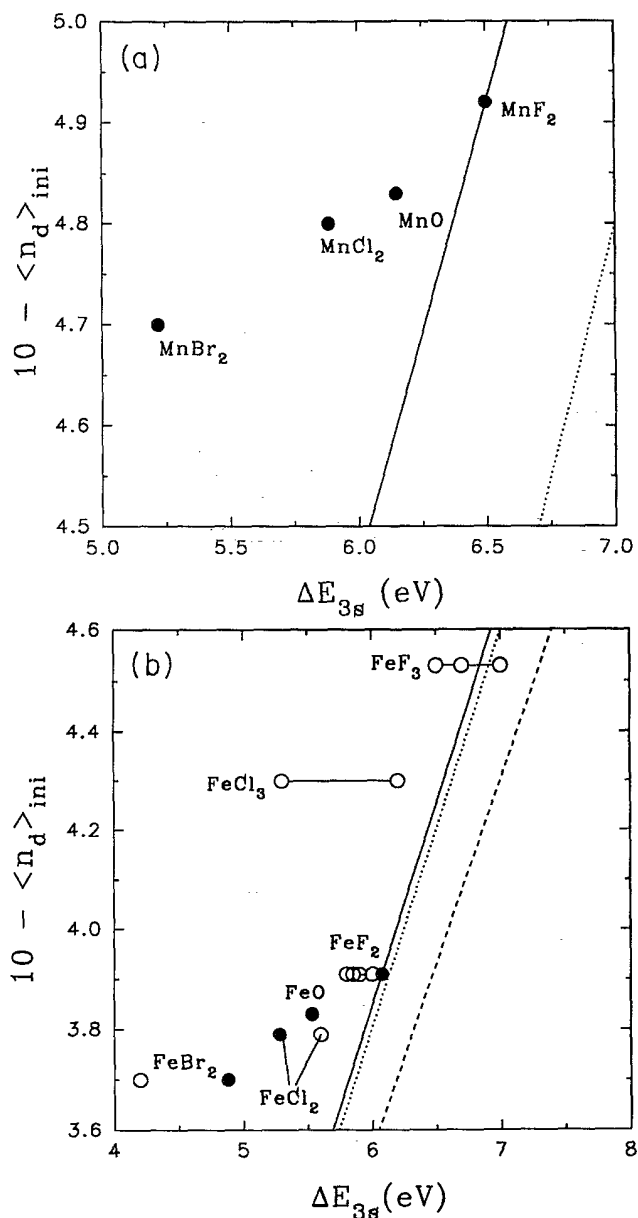 (a)
5.0
4.9
4.8
4.7
4.6
4.5
10 − <n_d>_ini
MnF₂
MnO
MnCl₂
MnBr₂
5.0 5.5 6.0 6.5 7.0
ΔE₃ₛ (eV)
(b)
4.6
4.4
4.2
4.0
3.8
3.6
10 − <n_d>_ini
FeF₃
FeCl₃
FeF₂
FeO
FeBr₂
FeCl₂
4 5 6 7 8
ΔE₃ₛ (eV)